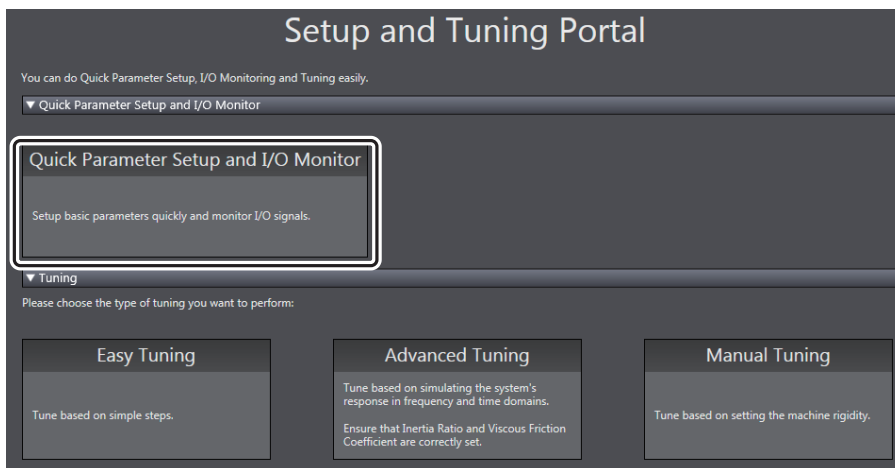 Setup and Tuning Portal
You can do Quick Parameter Setup, I/O Monitoring and Tuning easily.
▼ Quick Parameter Setup and I/O Monitor
Quick Parameter Setup and I/O Monitor
Setup basic parameters quickly and monitor I/O signals.
▼ Tuning
Please choose the type of tuning you want to perform:
Easy Tuning
Tune based on simple steps.
Advanced Tuning
Tune based on simulating the system's
response in frequency and time domains.
Ensure that Inertia Ratio and Viscous Friction
Coefficient are correctly set.
Manual Tuning
Tune based on setting the machine rigidity.